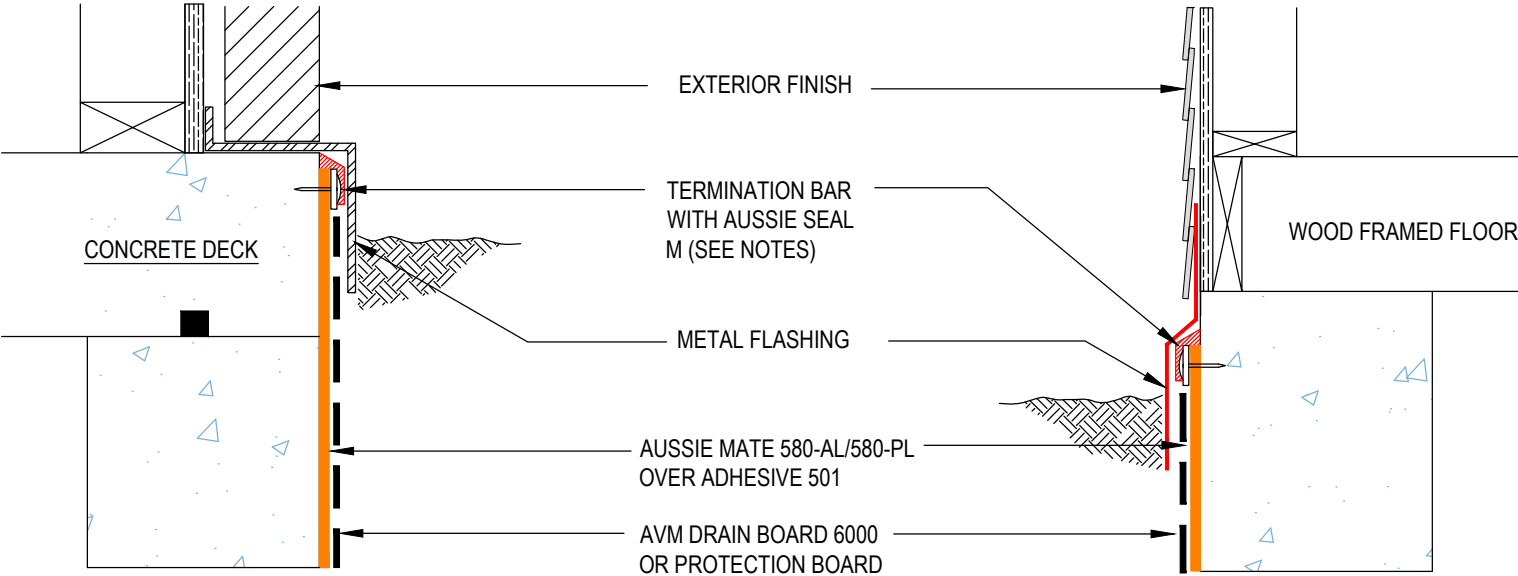 EXTERIOR FINISH
TERMINATION BAR
WITH AUSSIE SEAL
M (SEE NOTES)
CONCRETE DECK
WOOD FRAMED FLOOR
METAL FLASHING
AUSSIE MATE 580-AL/580-PL
OVER ADHESIVE 501
AVM DRAIN BOARD 6000
OR PROTECTION BOARD